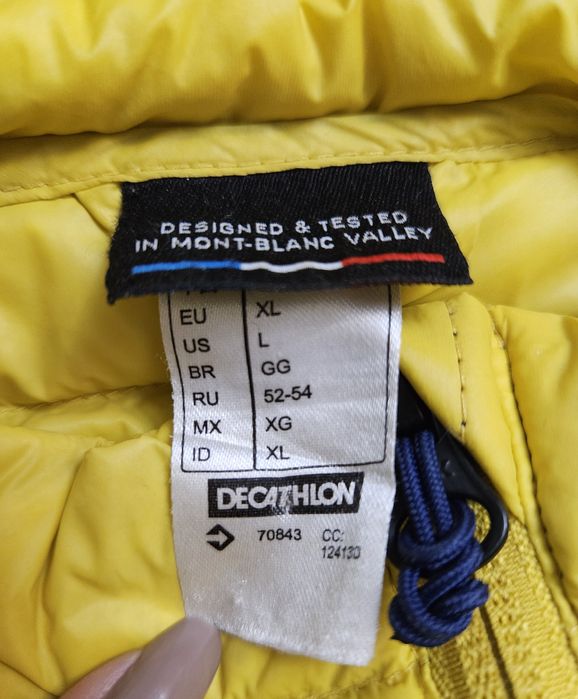 DESIGNED & TESTED
IN MONT-BLANC VALLEY
EU XL
US L
BR GG
RU 52-54
MX XG
ID XL
DECATHLON
70843 CC:
124130